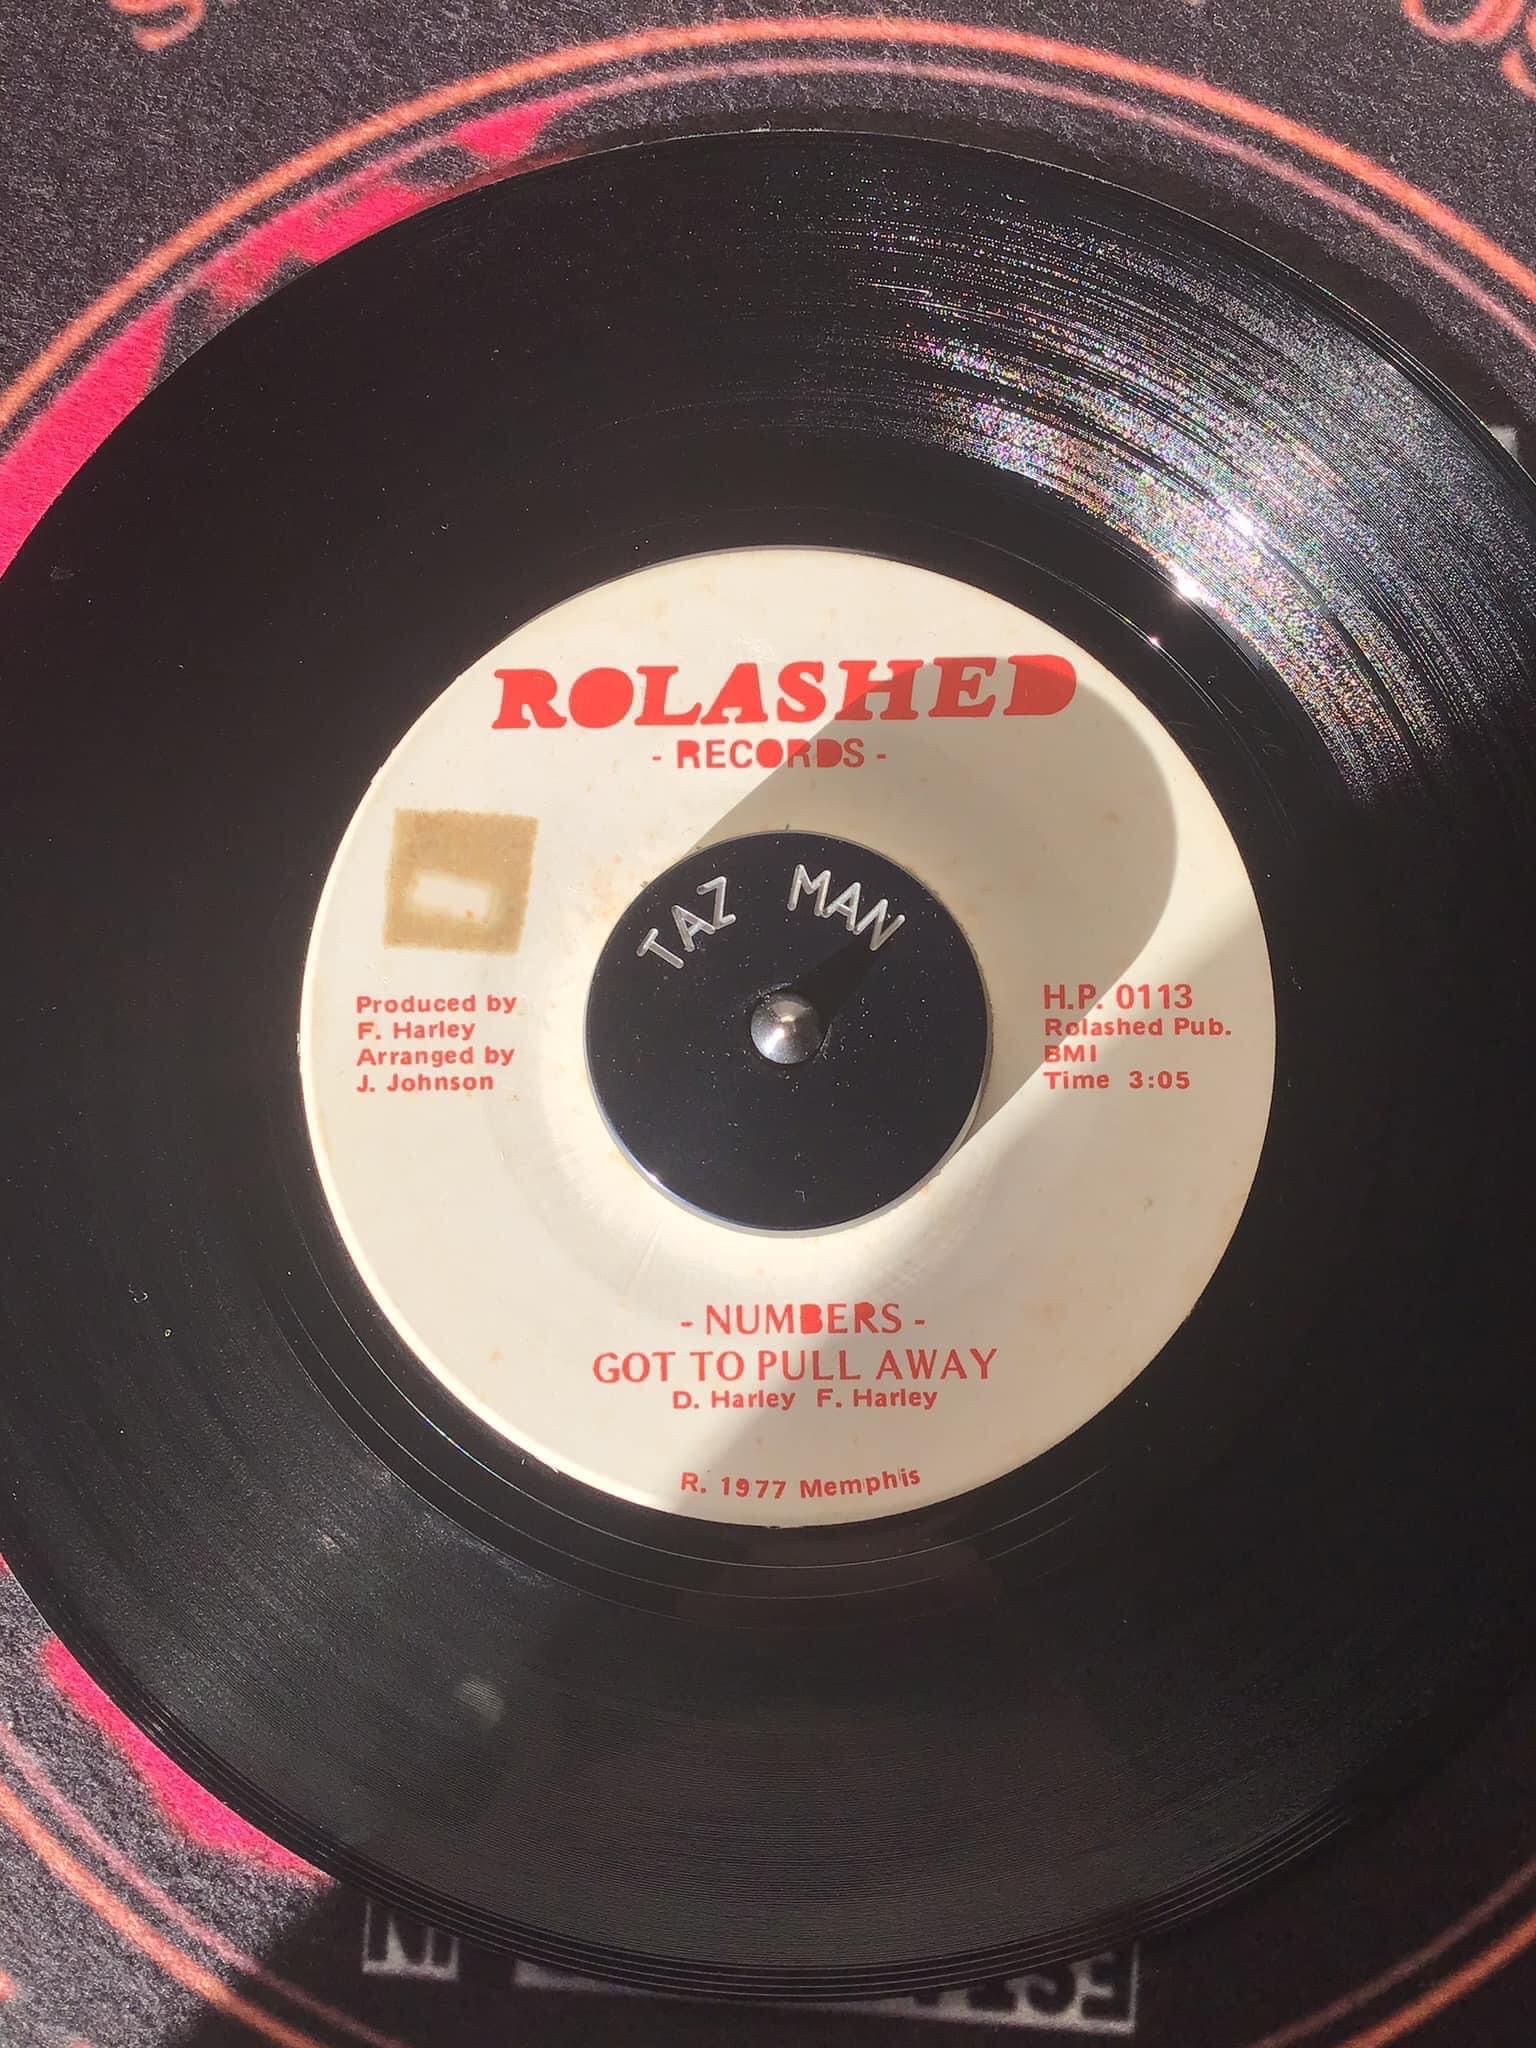 ROLASHED
- RECORDS -
TAZ MAN
Produced by
F. Harley
Arranged by
J. Johnson
H.P. 0113
Rolashed Pub.
BMI
Time 3:05
- NUMBERS -
GOT TO PULL AWAY
D. Harley F. Harley
R. 1977 Memphis